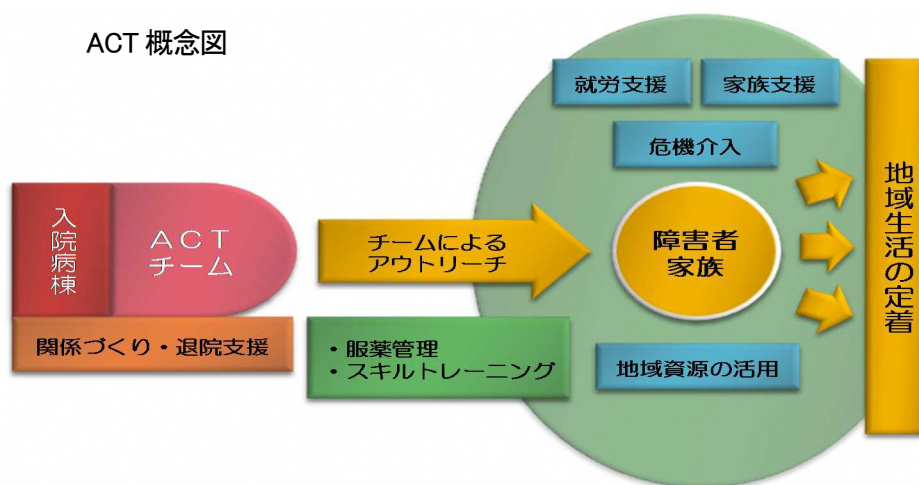 ACT 概念図
就労支援
家族支援
危機介入
入院病棟
ACT
チーム
チームによる
アウトリーチ
障害者
家族
地域生活の定着
関係づくり・退院支援
・服薬管理
・スキルトレーニング
地域資源の活用